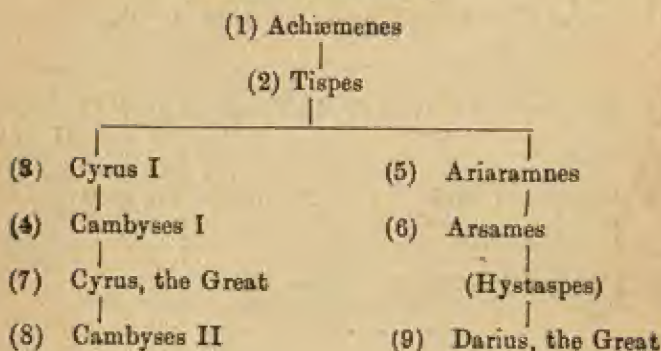 (1) Achæmenes
(2) Tispes
(3) Cyrus I (5) Ariaramnes
(4) Cambyses I (6) Arsames
(7) Cyrus, the Great (Hystaspes)
(8) Cambyses II (9) Darius, the Great